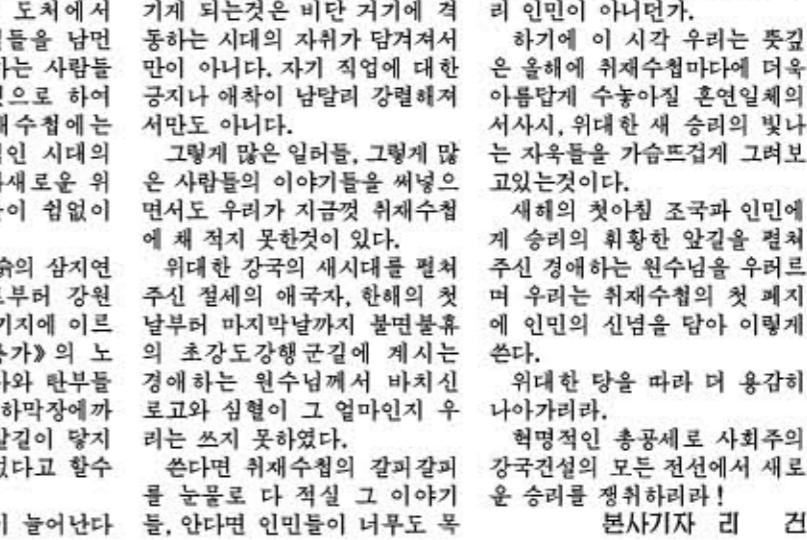 도처에서
들을 남먼
는 사람들
으로 하여
수첩에는
인 시대의
새로운 위
이 쉼없이
의 삼지연
부터 강원
기지에 이르
가》의 노
와 탄부들
하막장에까
길이 닿지
다고 할수
늘어난다
기게 되는것은 비단 거기에 격
동하는 시대의 자취가 담겨져서
만이 아니다. 자기 직업에 대한
긍지나 애착이 남달리 강렬해져
서만도 아니다.
그렇게 많은 일터들, 그렇게 많
은 사람들의 이야기들을 써넣으
면서도 우리가 지금껏 취재수첩
에 채 적지 못한것이 있다.
위대한 강국의 새시대를 펼쳐
주신 절세의 애국자, 한해의 첫
날부터 마지막날까지 불면불휴
의 초강도강행군길에 계시는
경애하는 원수님께서 바치신
로고와 심혈이 그 얼마인지 우
리는 쓰지 못하였다.
쓴다면 취재수첩의 갈피갈피
를 눈물로 다 적실 그 이야기
들, 안다면 인민들이 너무도 목
리 인민이 아니던가.
하기에 이 시각 우리는 뜻깊
은 올해에 취재수첩마다에 더욱
아름답게 수놓아질 혼연일체의
서사시, 위대한 새 승리의 빛나
는 자욱들을 가슴뜨겁게 그려보
고있는것이다.
새해의 첫아침 조국과 인민에
게 승리의 휘황한 앞길을 펼쳐
주신 경애하는 원수님을 우러르
며 우리는 취재수첩의 첫 페지
에 인민의 신념을 담아 이렇게
쓴다.
위대한 당을 따라 더 용감히
나아가리라.
혁명적인 총공세로 사회주의
강국건설의 모든 전선에서 새로
운 승리를 쟁취하리라!
본사기자 리 건